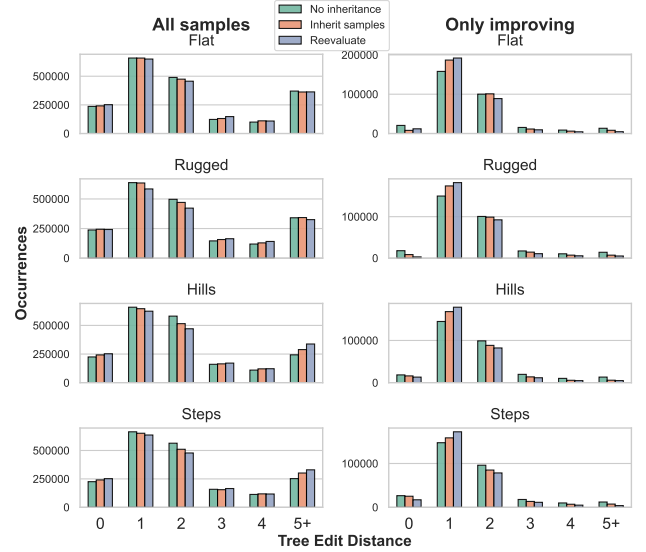 No inheritance
Inherit samples
Reevaluate
All samples
Only improving
Flat
Flat
500000
250000
0
200000
100000
0
Rugged
Rugged
500000
250000
0
100000
0
Hills
Hills
500000
250000
0
100000
0
Steps
Steps
500000
250000
0
100000
0
Occurrences
0 1 2 3 4 5+
0 1 2 3 4 5+
Tree Edit Distance